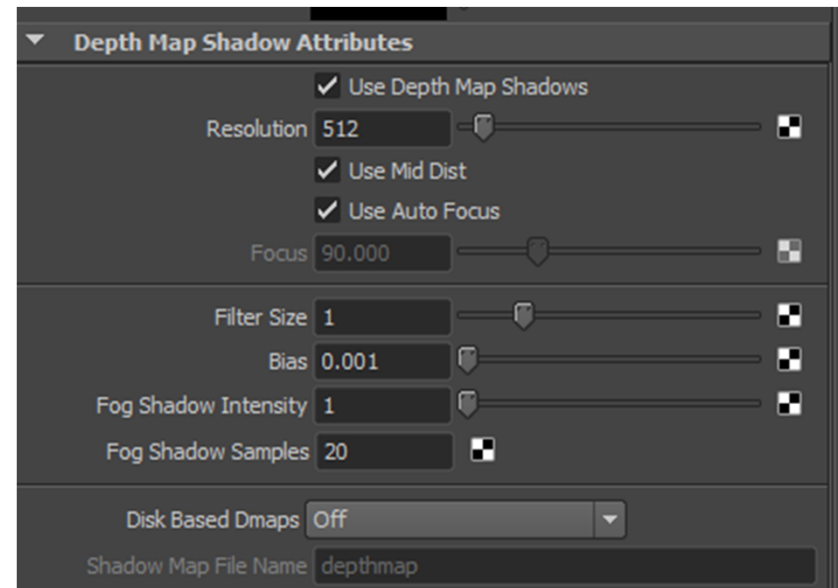 Depth Map Shadow Attributes
Use Depth Map Shadows
Resolution 512
Use Mid Dist
Use Auto Focus
Focus 90.000
Filter Size 1
Bias 0.001
Fog Shadow Intensity 1
Fog Shadow Samples 20
Disk Based Dmaps Off
Shadow Map File Name depthmap